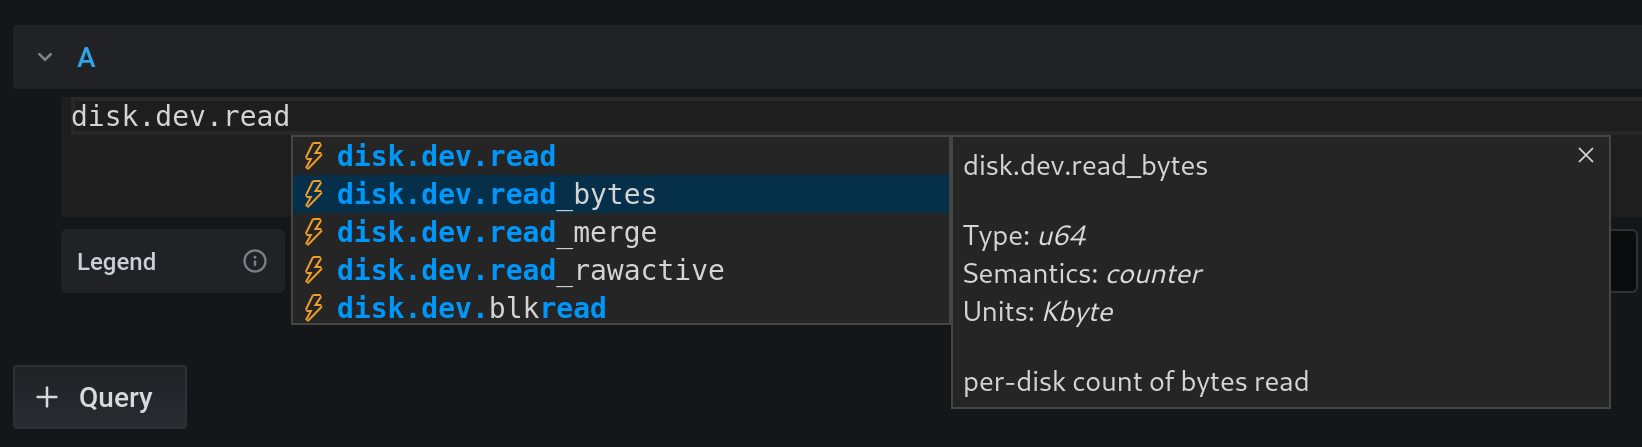 A
disk.dev.read
disk.dev.read
disk.dev.read_bytes
disk.dev.read_merge
disk.dev.read_rawactive
disk.dev.blkread
disk.dev.read_bytes
Type: u64
Semantics: counter
Units: Kbyte
per-disk count of bytes read
Legend
Query